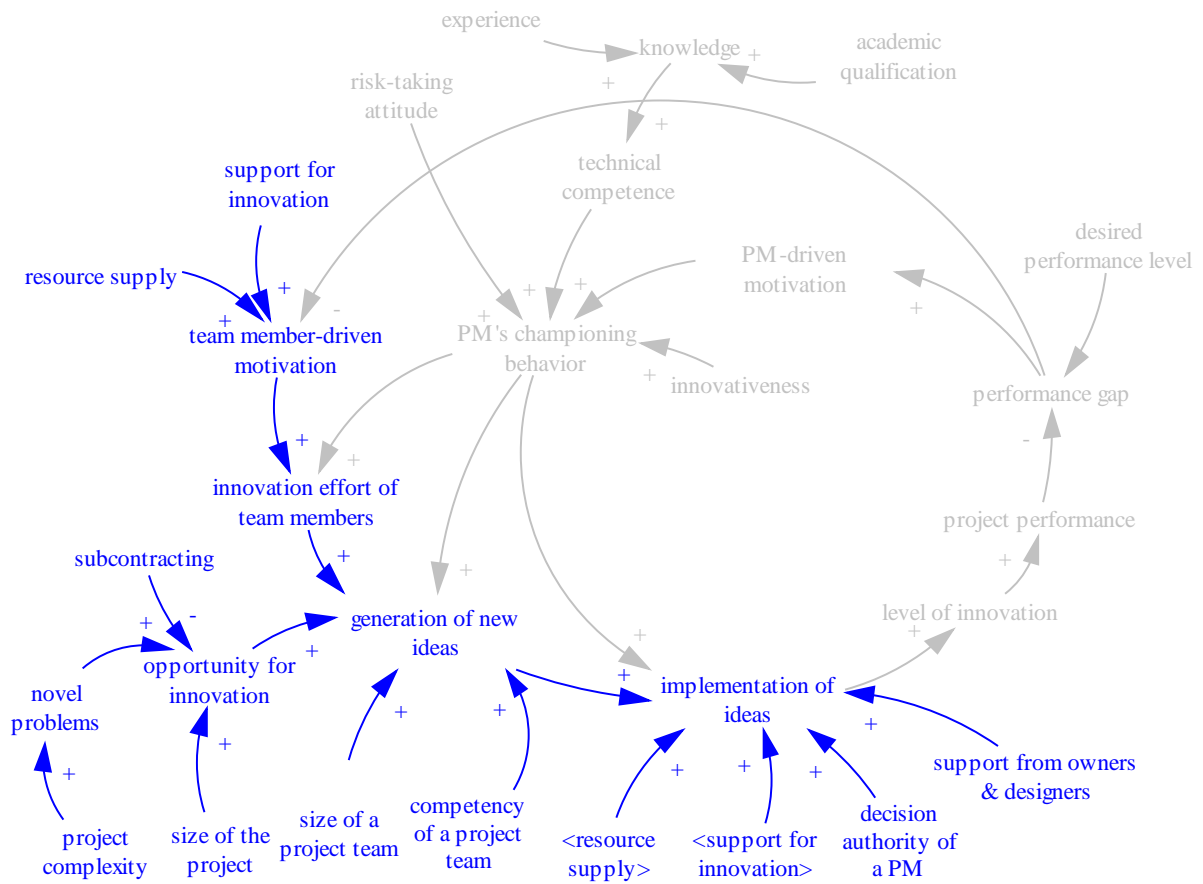 experience
knowledge
academic
qualification
risk-taking
attitude
+
+
+
technical
competence
support for
innovation
desired
performance level
PM-driven
motivation
resource supply
+
+
+
+
-
+
+
team member-driven
motivation
PM's championing
behavior
+
innovativeness
performance gap
+
-
+
innovation effort of
team members
project performance
subcontracting
+
+
+
level of innovation
+
-
generation of new
ideas
+
+
+
opportunity for
innovation
+
implementation of
ideas
novel
problems
+
+
+
+
+
+
+
+
support from owners
& designers
project
complexity
size of the
project
size of a
project team
competency
of a project
team
<resource
supply>
<support for
innovation>
decision
authority of
a PM